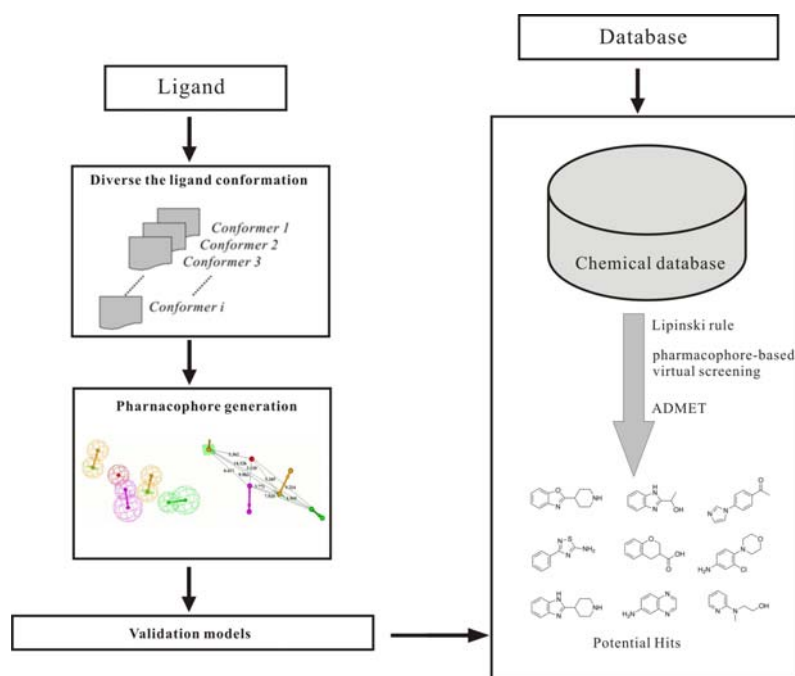 Ligand
Diverse the ligand conformation
Conformer 1
Conformer 2
Conformer 3
Conformer i
Pharnacophore generation
Validation models
Database
Chemical database
Lipinski rule
pharmacophore-based
virtual screening
ADMET
Potential Hits